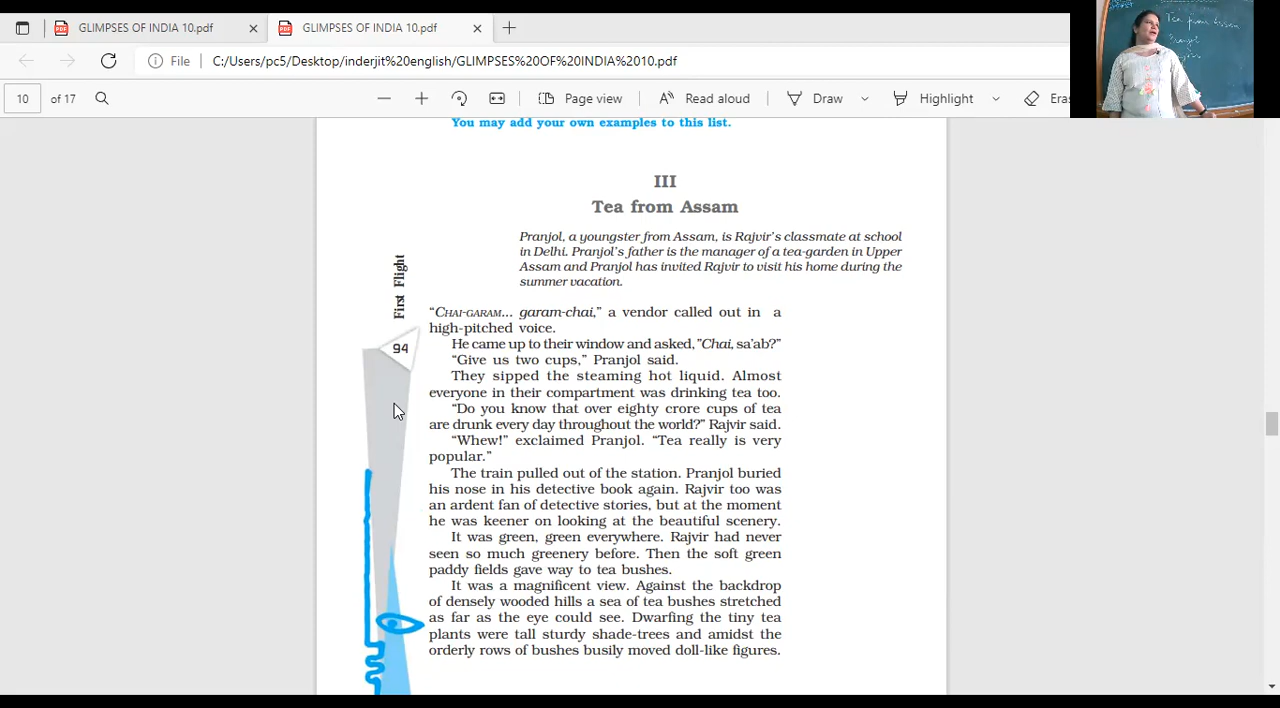 GLIMPSES OF INDIA 10.pdf
GLIMPSES OF INDIA 10.pdf
File
C:/Users/pc5/Desktop/inderjit%20english/GLIMPSES%20OF%20INDIA%2010.pdf
10 of 17
Page view
Read aloud
Draw
Highlight
Eras
Tea from Assam
Pranjol
You may add your own examples to this list.
III
Tea from Assam
Pranjol, a youngster from Assam, is Rajvir's classmate at school
in Delhi. Pranjol's father is the manager of a tea-garden in Upper
Assam and Pranjol has invited Rajvir to visit his home during the
summer vacation.
First Flight
94
“CHAI-GARAM... garam-chai,” a vendor called out in a
high-pitched voice.
He came up to their window and asked, ”Chai, sa'ab?”
“Give us two cups,” Pranjol said.
They sipped the steaming hot liquid. Almost
everyone in their compartment was drinking tea too.
“Do you know that over eighty crore cups of tea
are drunk every day throughout the world?” Rajvir said.
“Whew!” exclaimed Pranjol. “Tea really is very
popular.”
The train pulled out of the station. Pranjol buried
his nose in his detective book again. Rajvir too was
an ardent fan of detective stories, but at the moment
he was keener on looking at the beautiful scenery.
It was green, green everywhere. Rajvir had never
seen so much greenery before. Then the soft green
paddy fields gave way to tea bushes.
It was a magnificent view. Against the backdrop
of densely wooded hills a sea of tea bushes stretched
as far as the eye could see. Dwarfing the tiny tea
plants were tall sturdy shade-trees and amidst the
orderly rows of bushes busily moved doll-like figures.